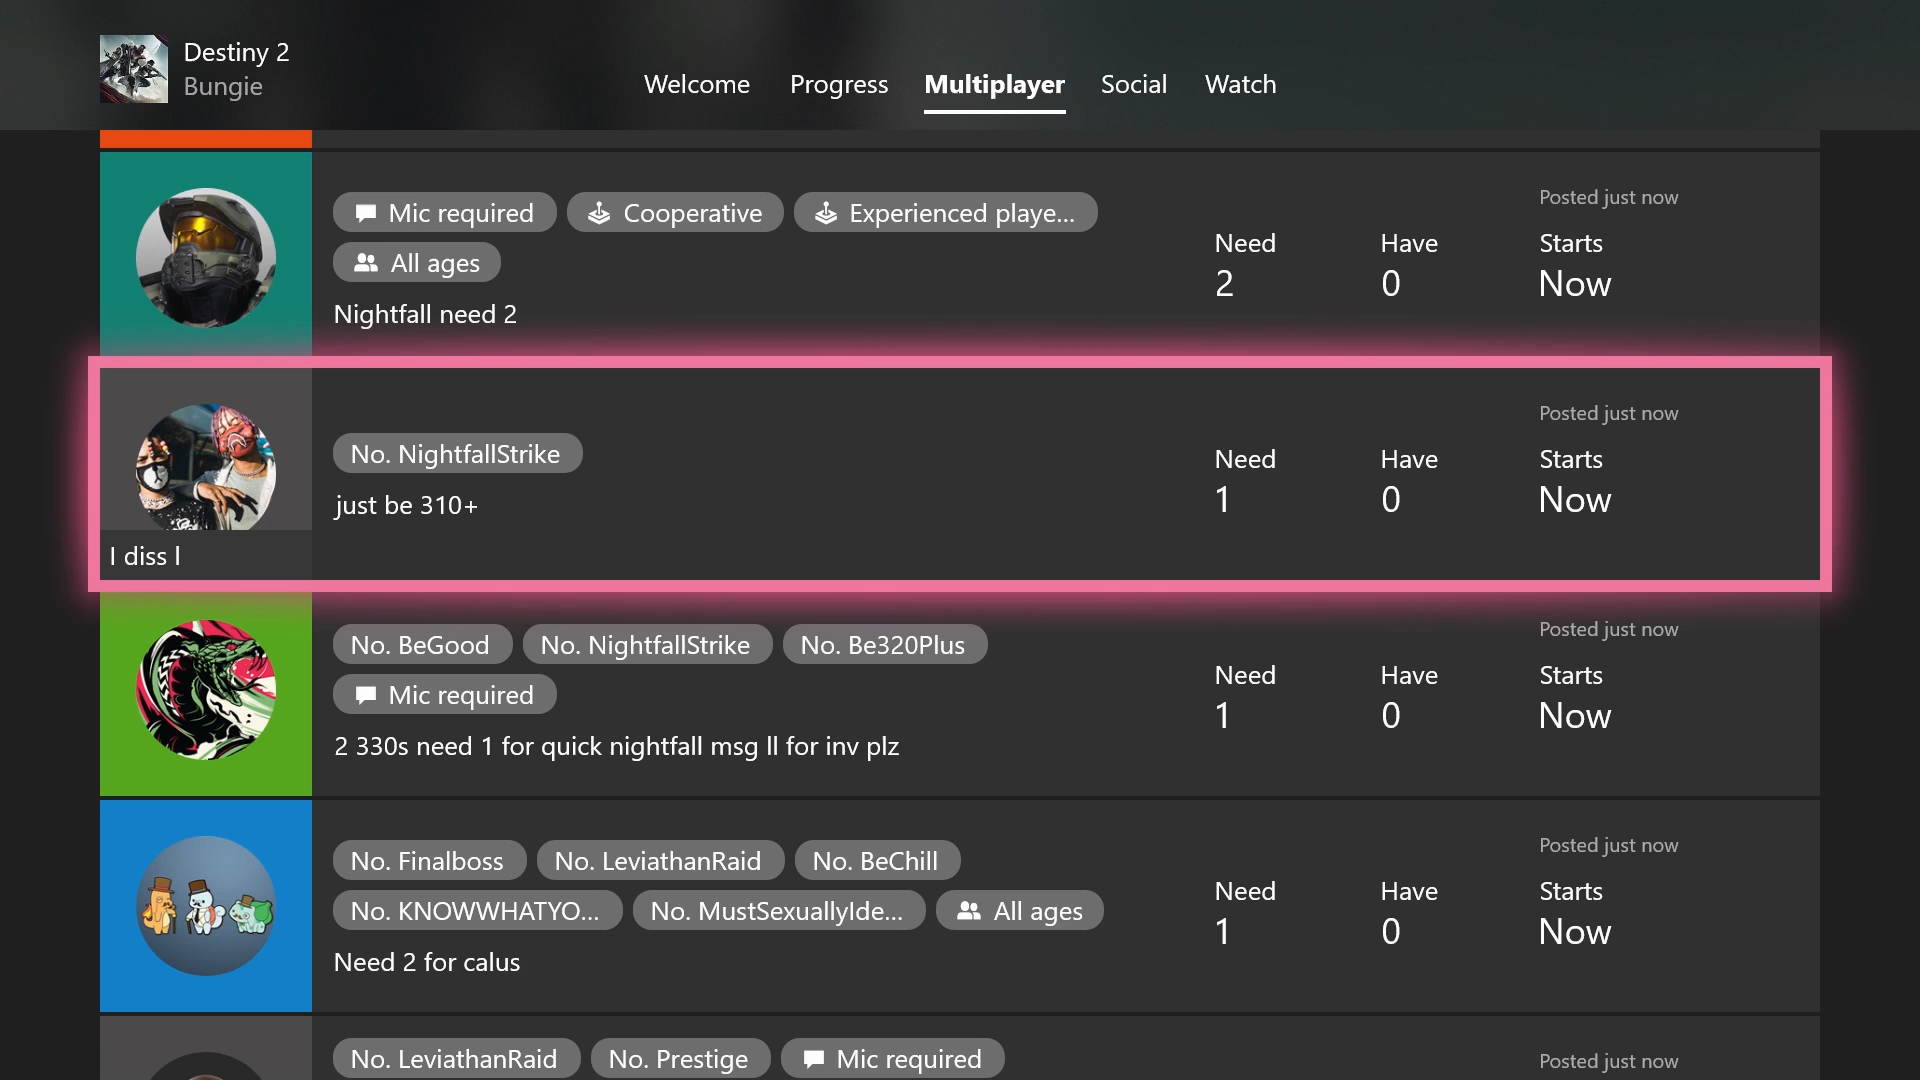 Destiny 2
Bungie
Welcome Progress Multiplayer Social Watch
Posted just now
Mic required Cooperative Experienced playe...
All ages
Need Have Starts
2 0 Now
Nightfall need 2
Posted just now
No. NightfallStrike
just be 310+
Need Have Starts
1 0 Now
I diss I
Posted just now
No. BeGood No. NightfallStrike No. Be320Plus
Mic required
Need Have Starts
1 0 Now
2 330s need 1 for quick nightfall msg ll for inv plz
Posted just now
No. Finalboss No. LeviathanRaid No. BeChill
No. KNOWWHATYO... No. MustSexuallyIde... All ages
Need Have Starts
1 0 Now
Need 2 for calus
No. LeviathanRaid No. Prestige Mic required
Posted just now